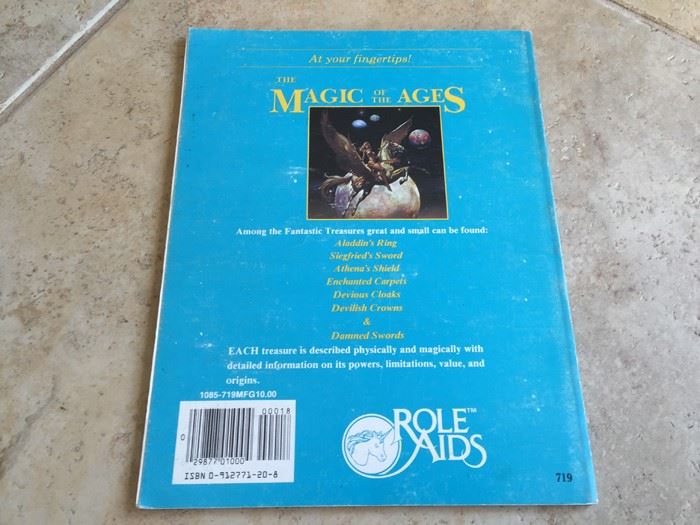 At your fingertips!
THE
MAGIC OF THE AGES
Among the Fantastic Treasures great and small can be found:
Aladdin's Ring
Siegfried's Sword
Athena's Shield
Enchanted Carpets
Devious Cloaks
Devilish Crowns
&
Damned Swords
EACH treasure is described physically and magically with
detailed information on its powers, limitations, value, and
origins.
1085-719MFG10.00
00018
0
29877 01000
ISBN 0-912771-20-8
ROLE™
AIDS
719